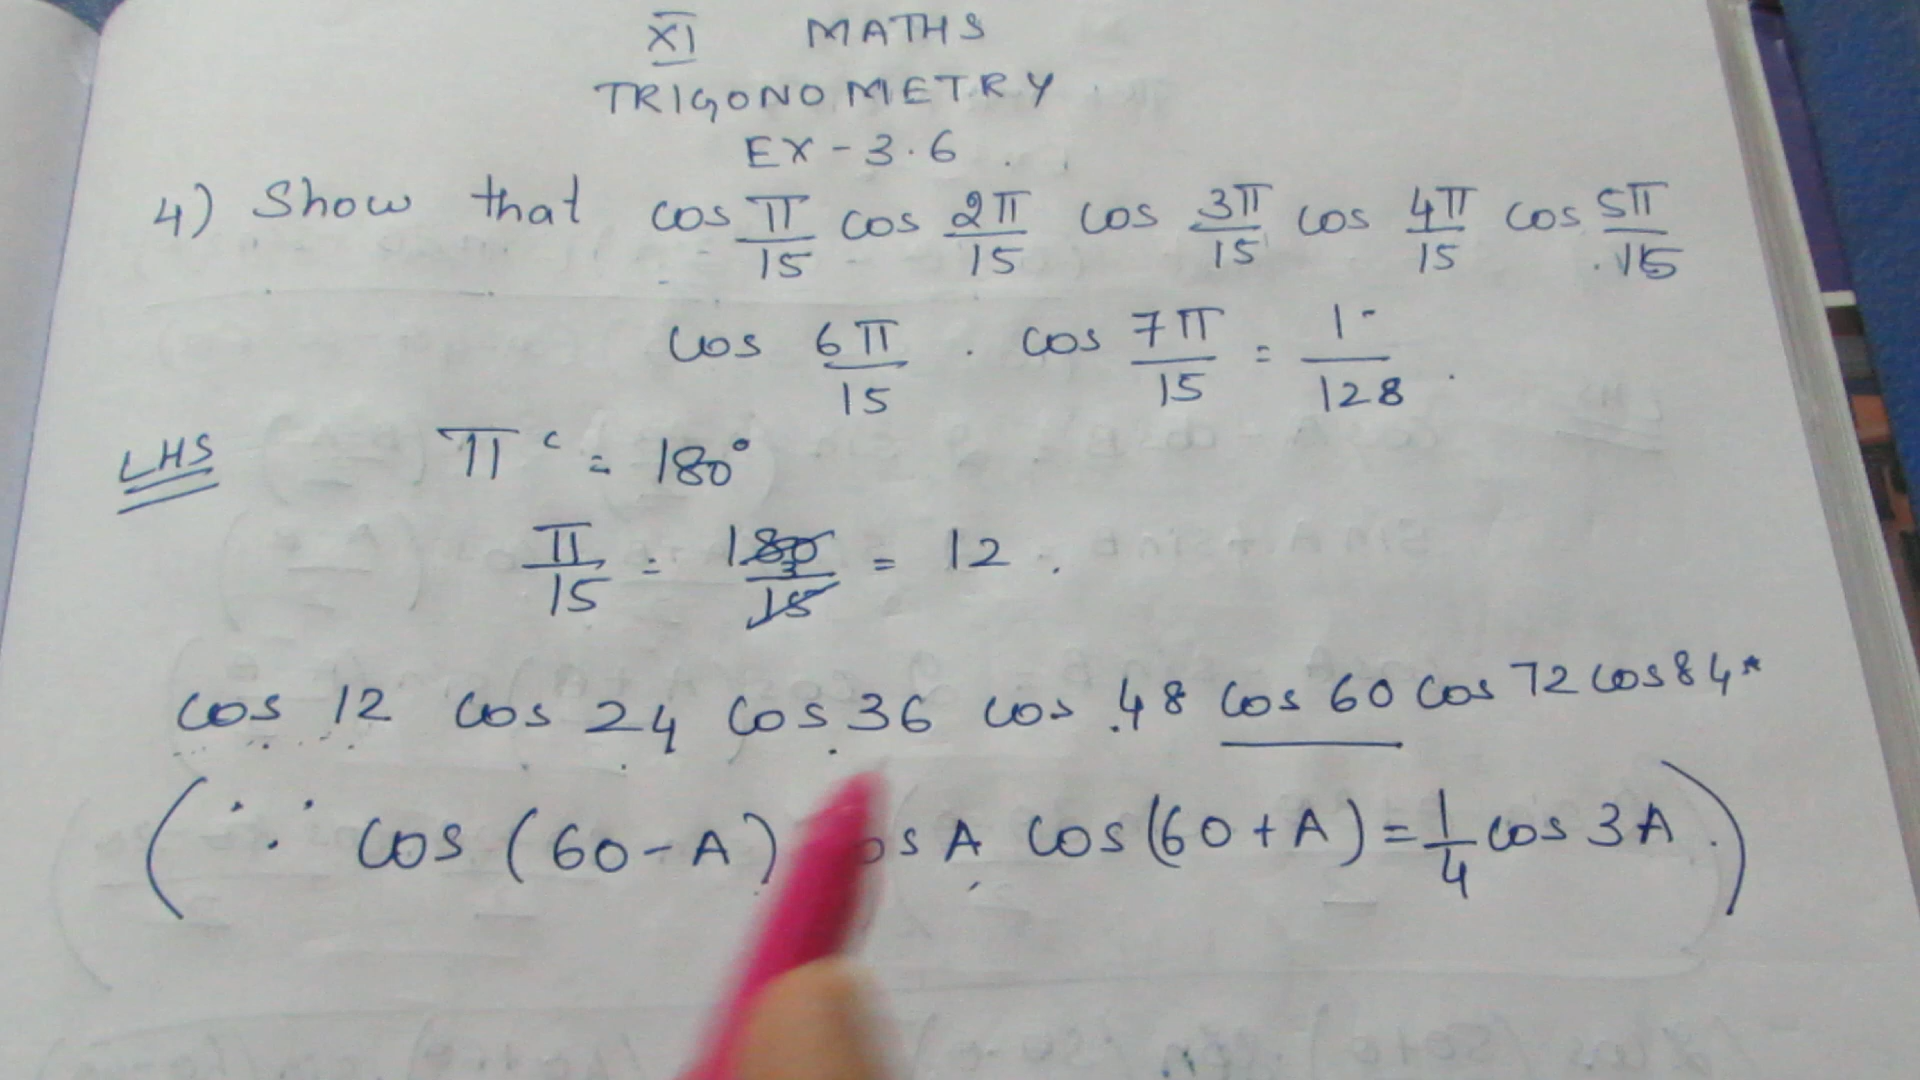 XI MATHS
TRIGONOMETRY
EX - 3.6
4) Show that cos π/15 cos 2π/15 cos 3π/15 cos 4π/15 cos 5π/15
cos 6π/15 . cos 7π/15 = 1/128 .
LHS π^c = 180°
π/15 = 180/15 = 12 .
cos 12 cos 24 cos 36 cos 48 cos 60 cos 72 cos 84
(∵ cos (60 - A) cos A cos (60 + A) = 1/4 cos 3A .)